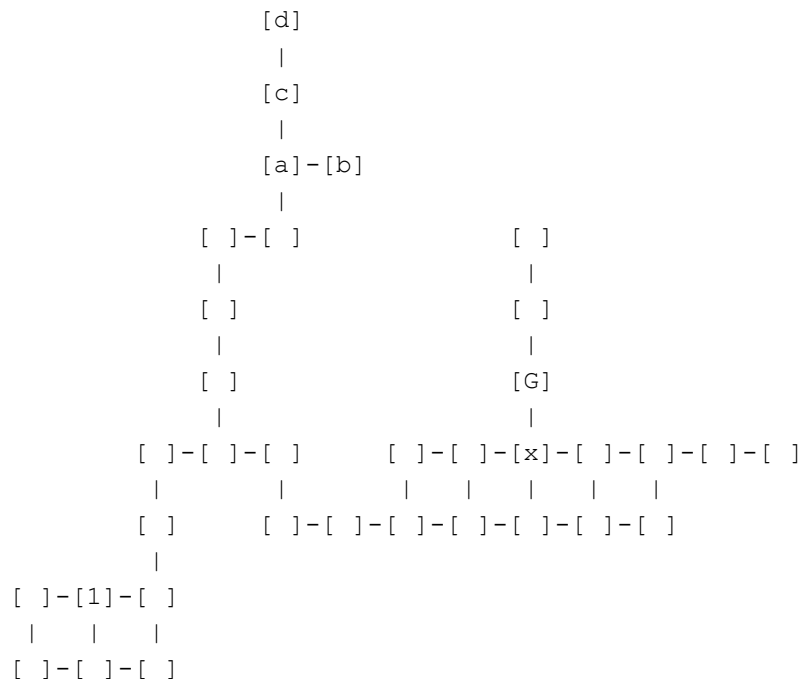 [d]
                 |
                [c]
                 |
                [a]-[b]
                 |
            [ ]-[ ]             [ ]
             |                   |
            [ ]                 [ ]
             |                   |
            [ ]                 [G]
             |                   |
        [ ]-[ ]-[ ]     [ ]-[ ]-[x]-[ ]-[ ]-[ ]-[ ]
         |       |       |   |   |   |   |
        [ ]     [ ]-[ ]-[ ]-[ ]-[ ]-[ ]-[ ]
         |
[ ]-[1]-[ ]
 |   |   |
[ ]-[ ]-[ ]